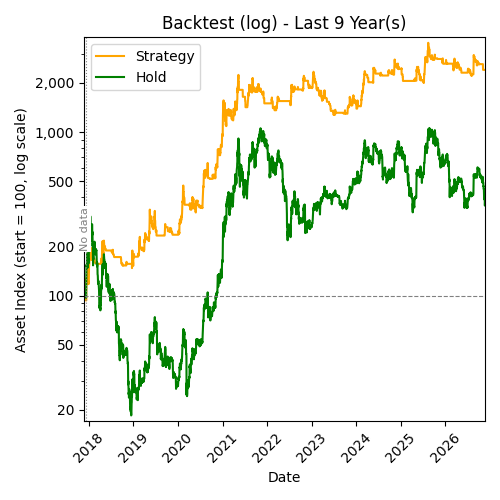 Backtest (log) - Last 9 Year(s)
Strategy
Hold
No data
Asset Index (start = 100, log scale)
2,000
1,000
500
200
100
50
20
2018
2019
2020
2021
2022
2023
2024
2025
2026
Date